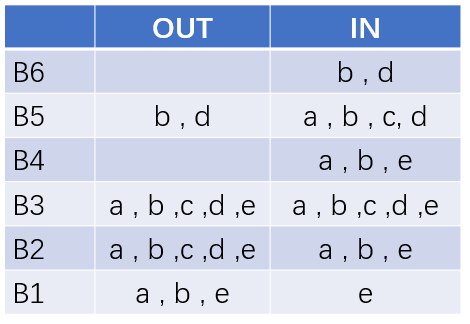 OUT IN
B6 b , d
B5 b , d a , b , c, d
B4 a , b , e
B3 a , b ,c ,d ,e a , b ,c ,d ,e
B2 a , b ,c ,d ,e a , b , e
B1 a , b , e e